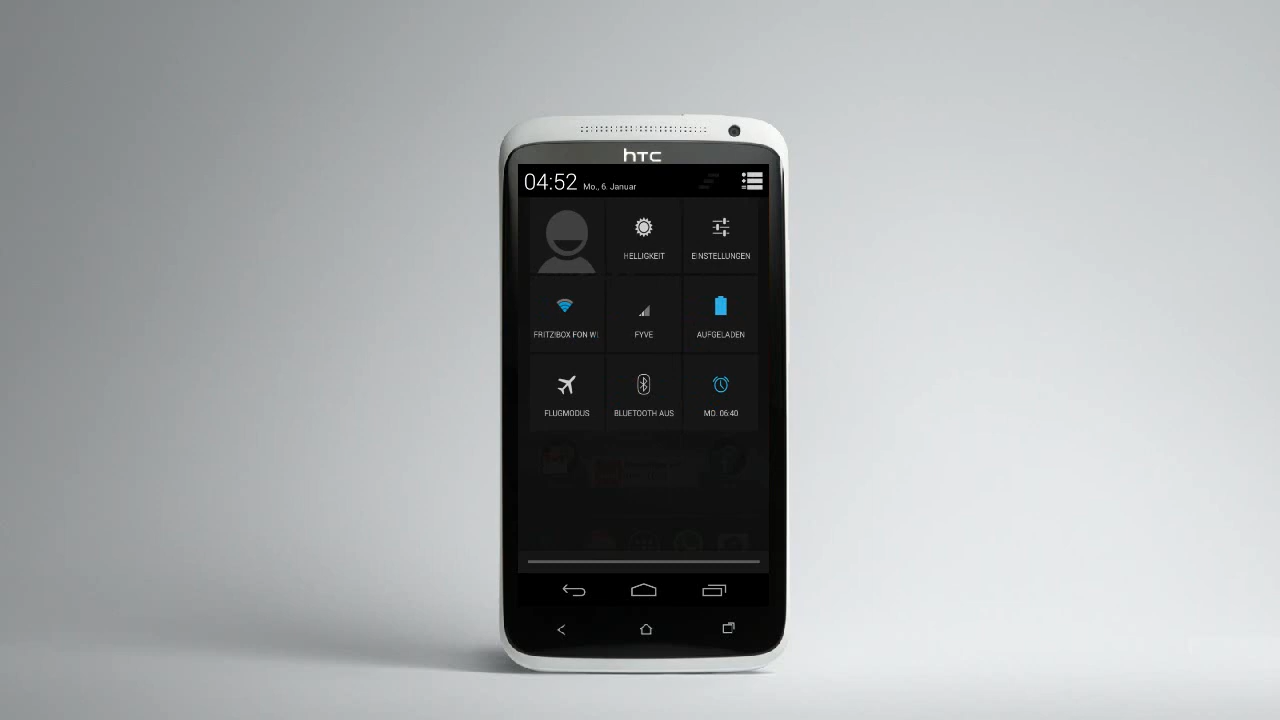 hTC
04:52 Mo., 6. Januar
HELLIGKEIT
EINSTELLUNGEN
FRITZ!BOX FON WI
FYVE
AUFGELADEN
FLUGMODUS
BLUETOOTH AUS
MO. 06:40